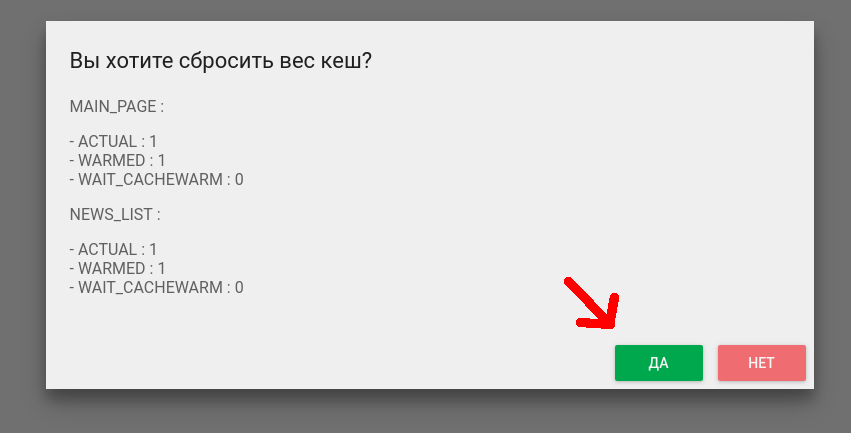 Вы хотите сбросить вес кеш?
MAIN_PAGE :
- ACTUAL : 1
- WARMED : 1
- WAIT_CACHEWARM : 0
NEWS_LIST :
- ACTUAL : 1
- WARMED : 1
- WAIT_CACHEWARM : 0
ДА
НЕТ